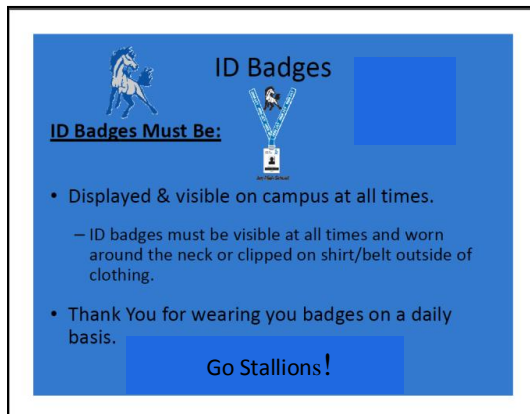 ID Badges
ID Badges Must Be:
• Displayed & visible on campus at all times.
– ID badges must be visible at all times and worn
around the neck or clipped on shirt/belt outside of
clothing.
• Thank You for wearing you badges on a daily
basis.
Go Stallions!